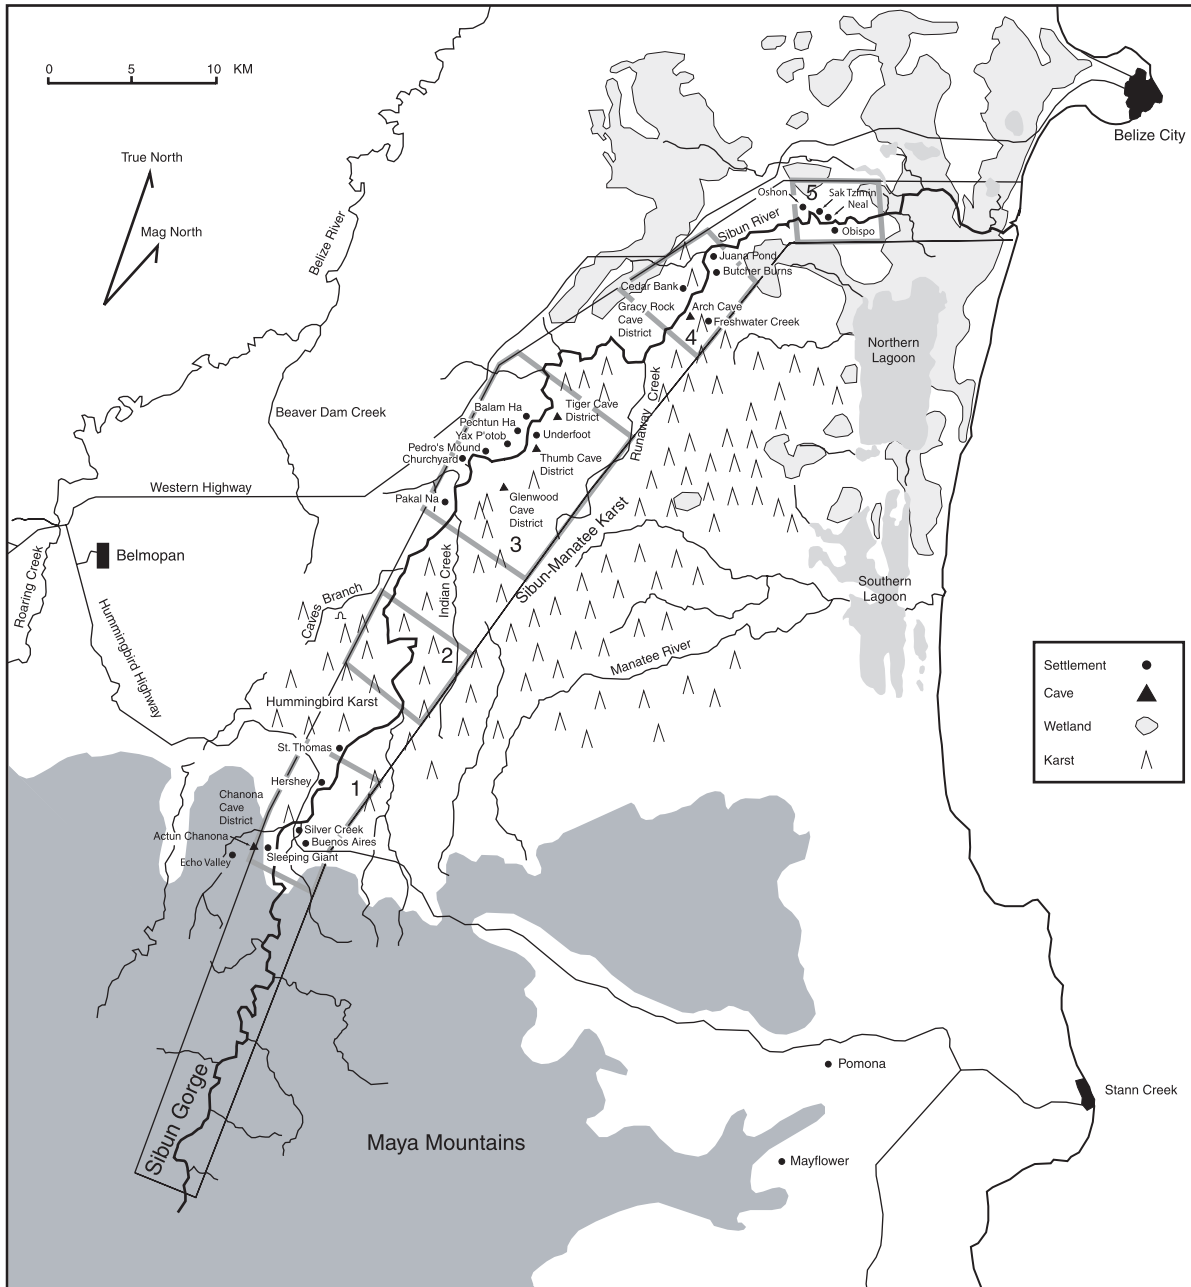 0 5 10 KM
True North
Mag North
Belize River
Belize City
Oshon
5
Sak Tzimin
Neal
Obispo
Sibun River
Juana Pond
Butcher Burns
Cedar Bank
Gracy Rock
Cave
District
Arch Cave
Freshwater Creek
4
Northern
Lagoon
Beaver Dam Creek
Balam Ha
Pechtun Ha
Yax P'otob
Pedro's Mound
Churchyard
Tiger Cave
District
Underfoot
Thumb Cave
District
Runaway Creek
Western Highway
Pakal Na
Glenwood
Cave
District
3
Sibun-Manatee Karst
Belmopan
Roaring Creek
Hummingbird Highway
Caves Branch
Indian Creek
Southern
Lagoon
2
Manatee River
Hummingbird Karst
Settlement
Cave
Wetland
Karst
St. Thomas
Hershey
1
Chanona
Cave
District
Actun Chanona
Echo Valley
Silver Creek
Buenos Aires
Sleeping Giant
Sibun Gorge
Maya Mountains
Pomona
Stann Creek
Mayflower